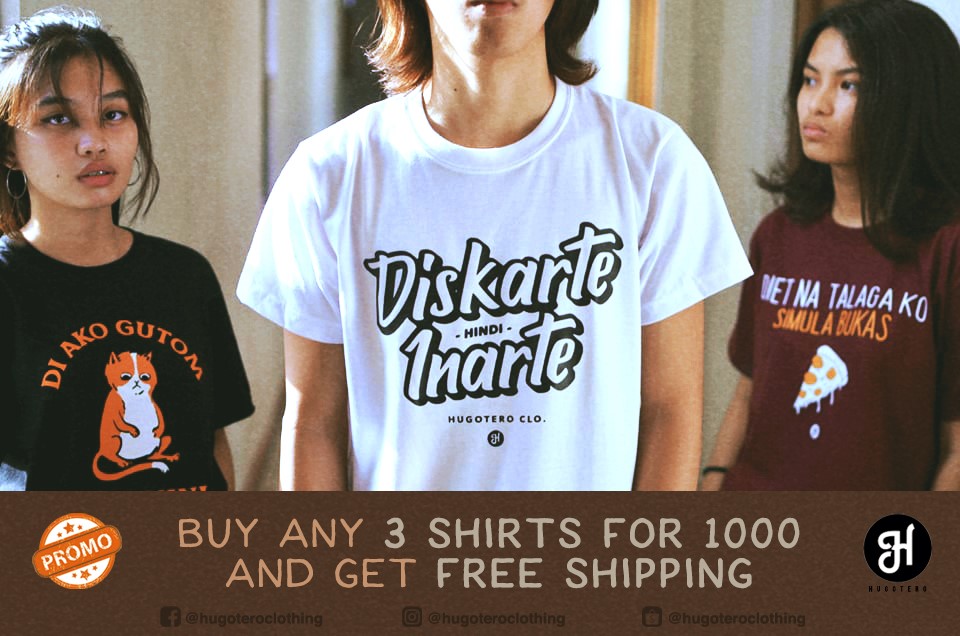 DI AKO GUTOM
Diskarte
- HINDI -
Inarte
HUGOTERO CLO.
H
NA TALAGA KO
SIMULA BUKAS
PROMO
BUY ANY 3 SHIRTS FOR 1000
AND GET FREE SHIPPING
H
HUGOTERO
@hugoteroclothing
@hugoteroclothing
@hugoteroclothing